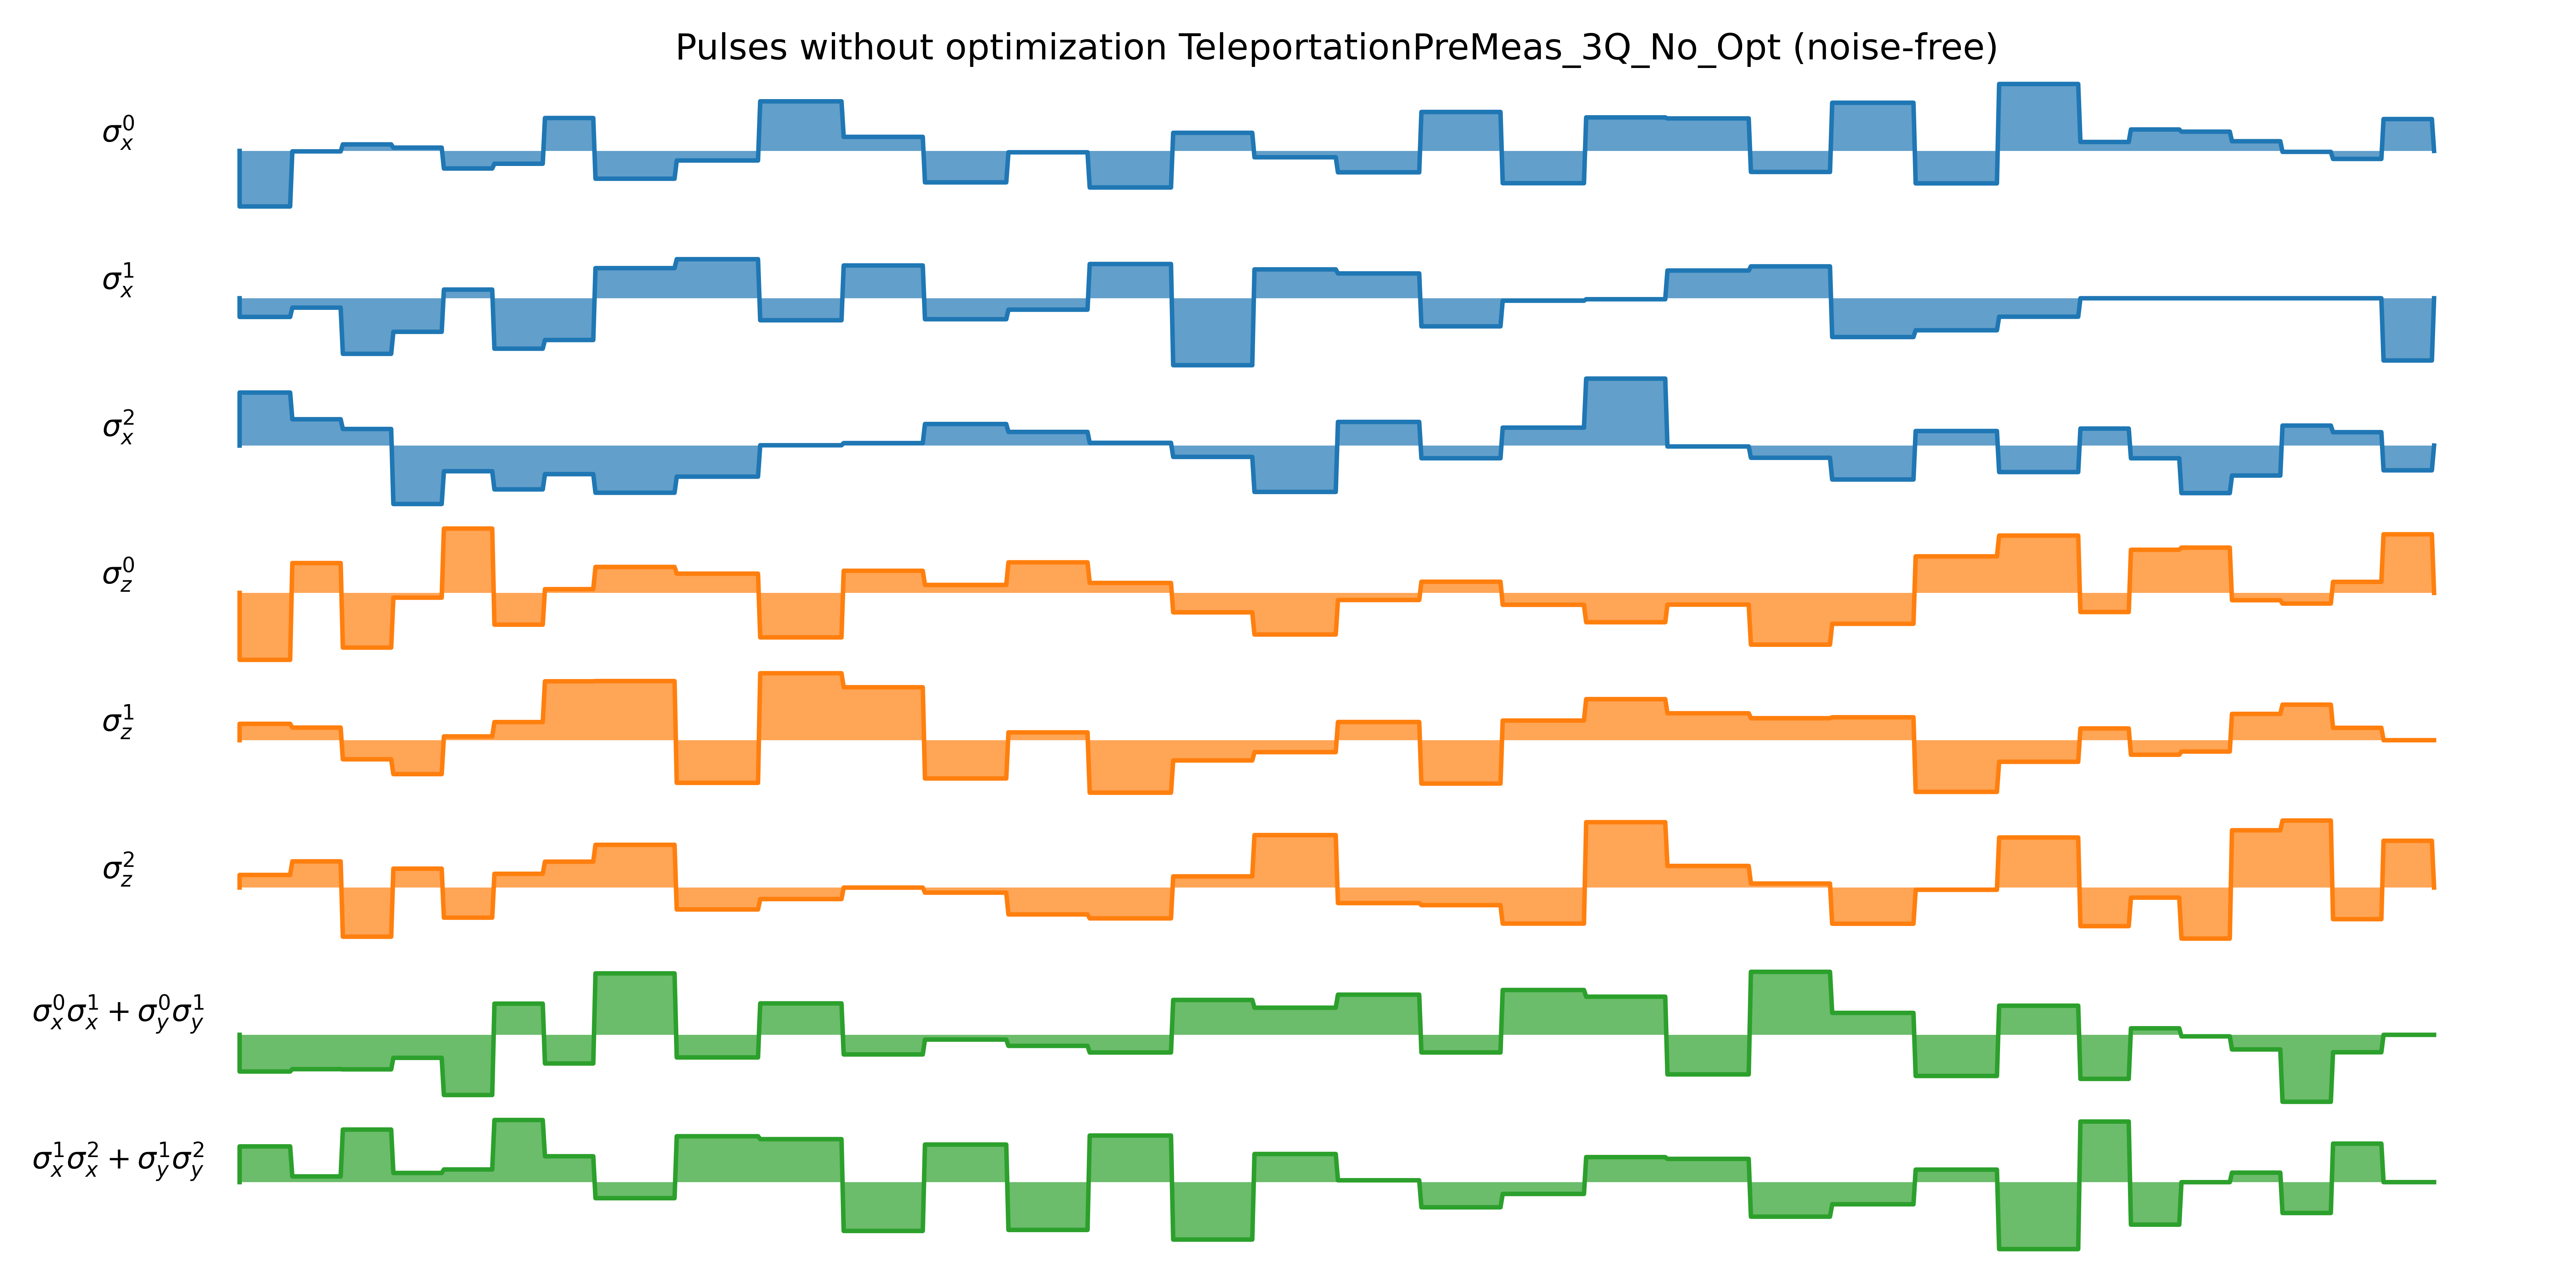 Pulses without optimization TeleportationPreMeas_3Q_No_Opt (noise-free)
σ_x^0
σ_x^1
σ_x^2
σ_z^0
σ_z^1
σ_z^2
σ_x^0σ_x^1 + σ_y^0σ_y^1
σ_x^1σ_x^2 + σ_y^1σ_y^2